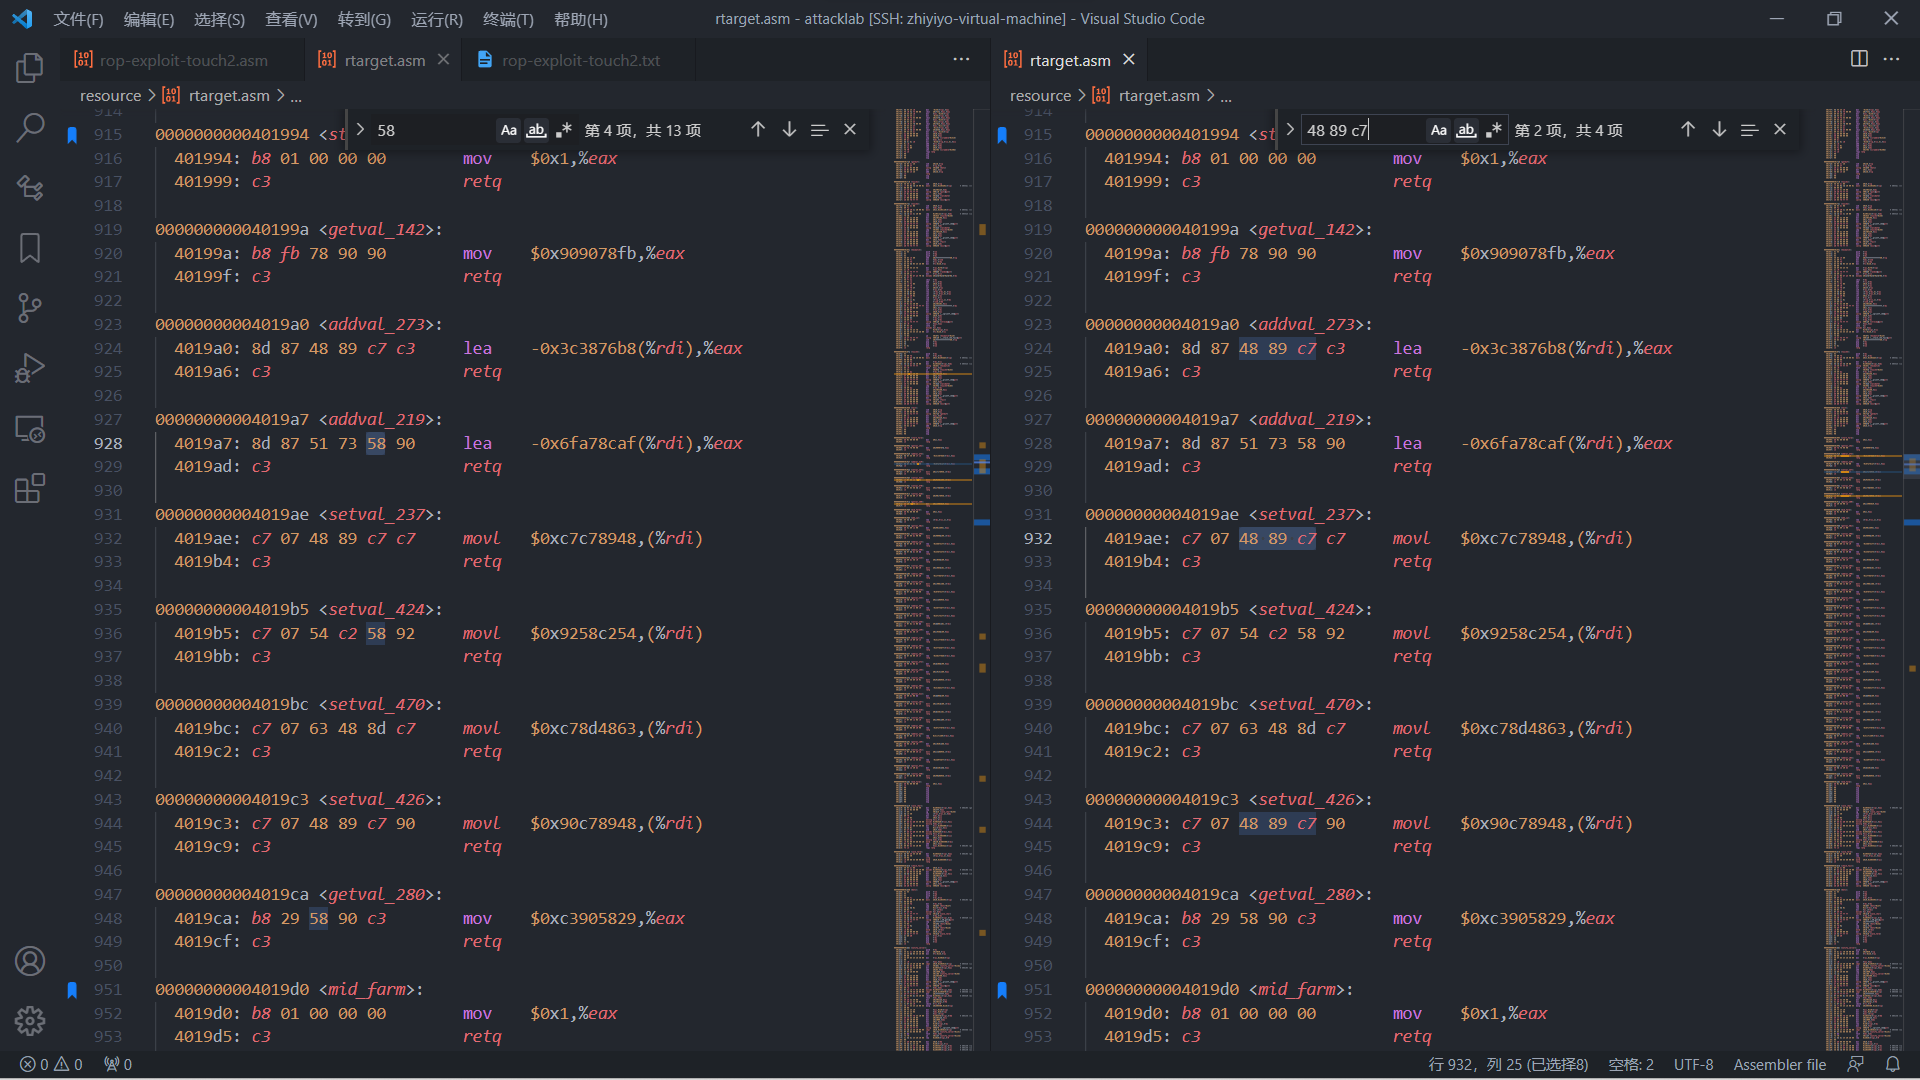 文件(F) 编辑(E) 选择(S) 查看(V) 转到(G) 运行(R) 终端(T) 帮助(H) rtarget.asm - attacklab [SSH: zhiyiyo-virtual-machine] - Visual Studio Code
rop-exploit-touch2.asm rtarget.asm rop-exploit-touch2.txt
resource > rtarget.asm > ...
58 Aa ab 第 4 项，共 13 项
914
915 0000000000401994 <st
916 401994: b8 01 00 00 00 mov $0x1,%eax
917 401999: c3 retq
918
919 000000000040199a <getval_142>:
920 40199a: b8 fb 78 90 90 mov $0x909078fb,%eax
921 40199f: c3 retq
922
923 00000000004019a0 <addval_273>:
924 4019a0: 8d 87 48 89 c7 c3 lea -0x3c3876b8(%rdi),%eax
925 4019a6: c3 retq
926
927 00000000004019a7 <addval_219>:
928 4019a7: 8d 87 51 73 58 90 lea -0x6fa78caf(%rdi),%eax
929 4019ad: c3 retq
930
931 00000000004019ae <setval_237>:
932 4019ae: c7 07 48 89 c7 c7 movl $0xc7c78948,(%rdi)
933 4019b4: c3 retq
934
935 00000000004019b5 <setval_424>:
936 4019b5: c7 07 54 c2 58 92 movl $0x9258c254,(%rdi)
937 4019bb: c3 retq
938
939 00000000004019bc <setval_470>:
940 4019bc: c7 07 63 48 8d c7 movl $0xc78d4863,(%rdi)
941 4019c2: c3 retq
942
943 00000000004019c3 <setval_426>:
944 4019c3: c7 07 48 89 c7 90 movl $0x90c78948,(%rdi)
945 4019c9: c3 retq
946
947 00000000004019ca <getval_280>:
948 4019ca: b8 29 58 90 c3 mov $0xc3905829,%eax
949 4019cf: c3 retq
950
951 00000000004019d0 <mid_farm>:
952 4019d0: b8 01 00 00 00 mov $0x1,%eax
953 4019d5: c3 retq
rtarget.asm
resource > rtarget.asm > ...
48 89 c7 Aa ab 第 2 项，共 4 项
914
915 0000000000401994 <st
916 401994: b8 01 00 00 00 mov $0x1,%eax
917 401999: c3 retq
918
919 000000000040199a <getval_142>:
920 40199a: b8 fb 78 90 90 mov $0x909078fb,%eax
921 40199f: c3 retq
922
923 00000000004019a0 <addval_273>:
924 4019a0: 8d 87 48 89 c7 c3 lea -0x3c3876b8(%rdi),%eax
925 4019a6: c3 retq
926
927 00000000004019a7 <addval_219>:
928 4019a7: 8d 87 51 73 58 90 lea -0x6fa78caf(%rdi),%eax
929 4019ad: c3 retq
930
931 00000000004019ae <setval_237>:
932 4019ae: c7 07 48 89 c7 c7 movl $0xc7c78948,(%rdi)
933 4019b4: c3 retq
934
935 00000000004019b5 <setval_424>:
936 4019b5: c7 07 54 c2 58 92 movl $0x9258c254,(%rdi)
937 4019bb: c3 retq
938
939 00000000004019bc <setval_470>:
940 4019bc: c7 07 63 48 8d c7 movl $0xc78d4863,(%rdi)
941 4019c2: c3 retq
942
943 00000000004019c3 <setval_426>:
944 4019c3: c7 07 48 89 c7 90 movl $0x90c78948,(%rdi)
945 4019c9: c3 retq
946
947 00000000004019ca <getval_280>:
948 4019ca: b8 29 58 90 c3 mov $0xc3905829,%eax
949 4019cf: c3 retq
950
951 00000000004019d0 <mid_farm>:
952 4019d0: b8 01 00 00 00 mov $0x1,%eax
953 4019d5: c3 retq
0 0 0 行 932，列 25 (已选择8) 空格: 2 UTF-8 Assembler file